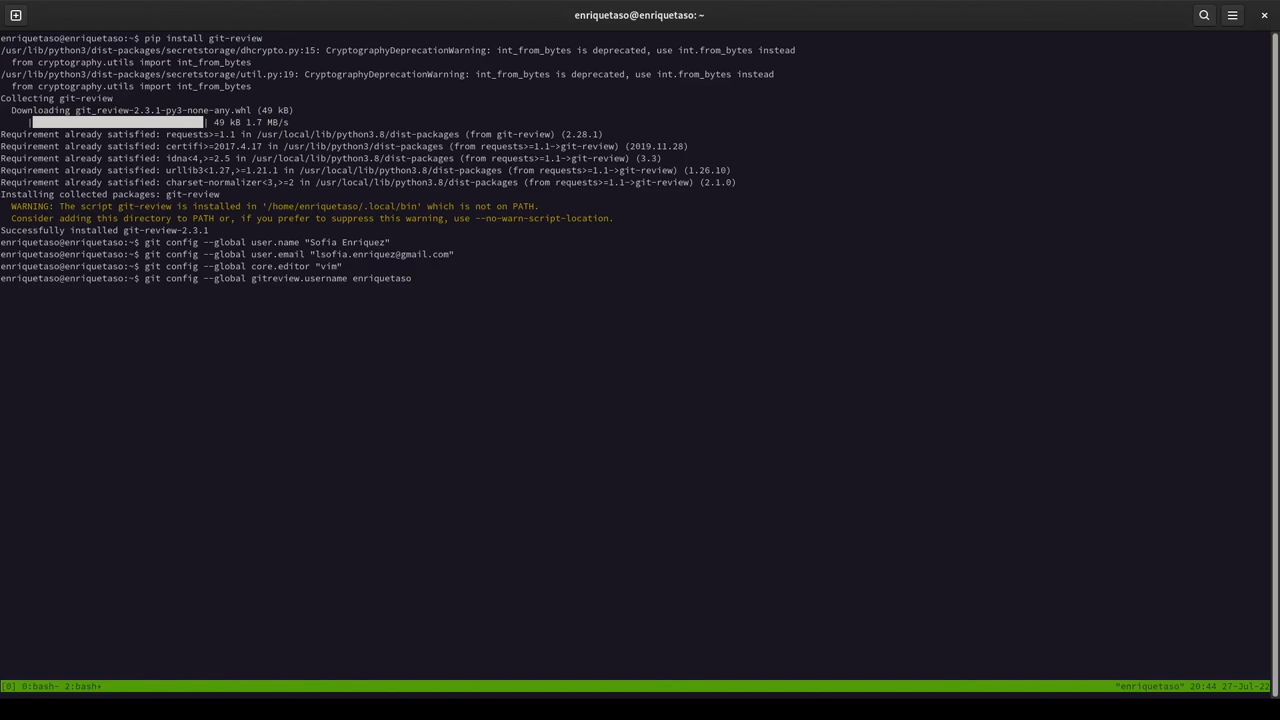 enriquetaso@enriquetaso: ~
enriquetaso@enriquetaso:~$ pip install git-review
/usr/lib/python3/dist-packages/secretstorage/dhcrypto.py:15: CryptographyDeprecationWarning: int_from_bytes is deprecated, use int.from_bytes instead
  from cryptography.utils import int_from_bytes
/usr/lib/python3/dist-packages/secretstorage/util.py:19: CryptographyDeprecationWarning: int_from_bytes is deprecated, use int.from_bytes instead
  from cryptography.utils import int_from_bytes
Collecting git-review
  Downloading git_review-2.3.1-py3-none-any.whl (49 kB)
     |████████████████████████████████| 49 kB 1.7 MB/s
Requirement already satisfied: requests>=1.1 in /usr/local/lib/python3.8/dist-packages (from git-review) (2.28.1)
Requirement already satisfied: certifi>=2017.4.17 in /usr/lib/python3/dist-packages (from requests>=1.1->git-review) (2019.11.28)
Requirement already satisfied: idna<4,>=2.5 in /usr/local/lib/python3.8/dist-packages (from requests>=1.1->git-review) (3.3)
Requirement already satisfied: urllib3<1.27,>=1.21.1 in /usr/local/lib/python3.8/dist-packages (from requests>=1.1->git-review) (1.26.10)
Requirement already satisfied: charset-normalizer<3,>=2 in /usr/local/lib/python3.8/dist-packages (from requests>=1.1->git-review) (2.1.0)
Installing collected packages: git-review
  WARNING: The script git-review is installed in '/home/enriquetaso/.local/bin' which is not on PATH.
  Consider adding this directory to PATH or, if you prefer to suppress this warning, use --no-warn-script-location.
Successfully installed git-review-2.3.1
enriquetaso@enriquetaso:~$ git config --global user.name "Sofia Enriquez"
enriquetaso@enriquetaso:~$ git config --global user.email "lsofia.enriquez@gmail.com"
enriquetaso@enriquetaso:~$ git config --global core.editor "vim"
enriquetaso@enriquetaso:~$ git config --global gitreview.username enriquetaso
[0] 0:bash- 2:bash* "enriquetaso" 20:44 27-Jul-22